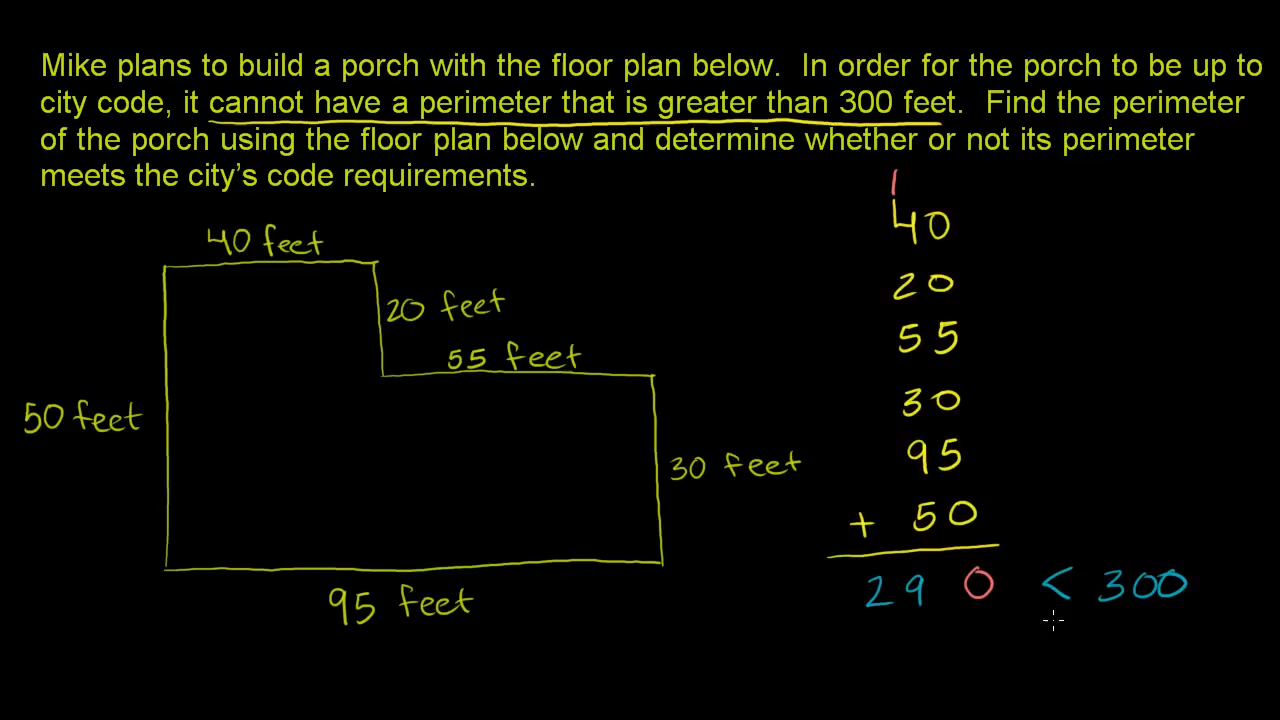 Mike plans to build a porch with the floor plan below. In order for the porch to be up to
city code, it cannot have a perimeter that is greater than 300 feet. Find the perimeter
of the porch using the floor plan below and determine whether or not its perimeter
meets the city's code requirements.
40 feet
20 feet
55 feet
50 feet
30 feet
95 feet
1
40
20
55
30
95
+ 50
290 < 300